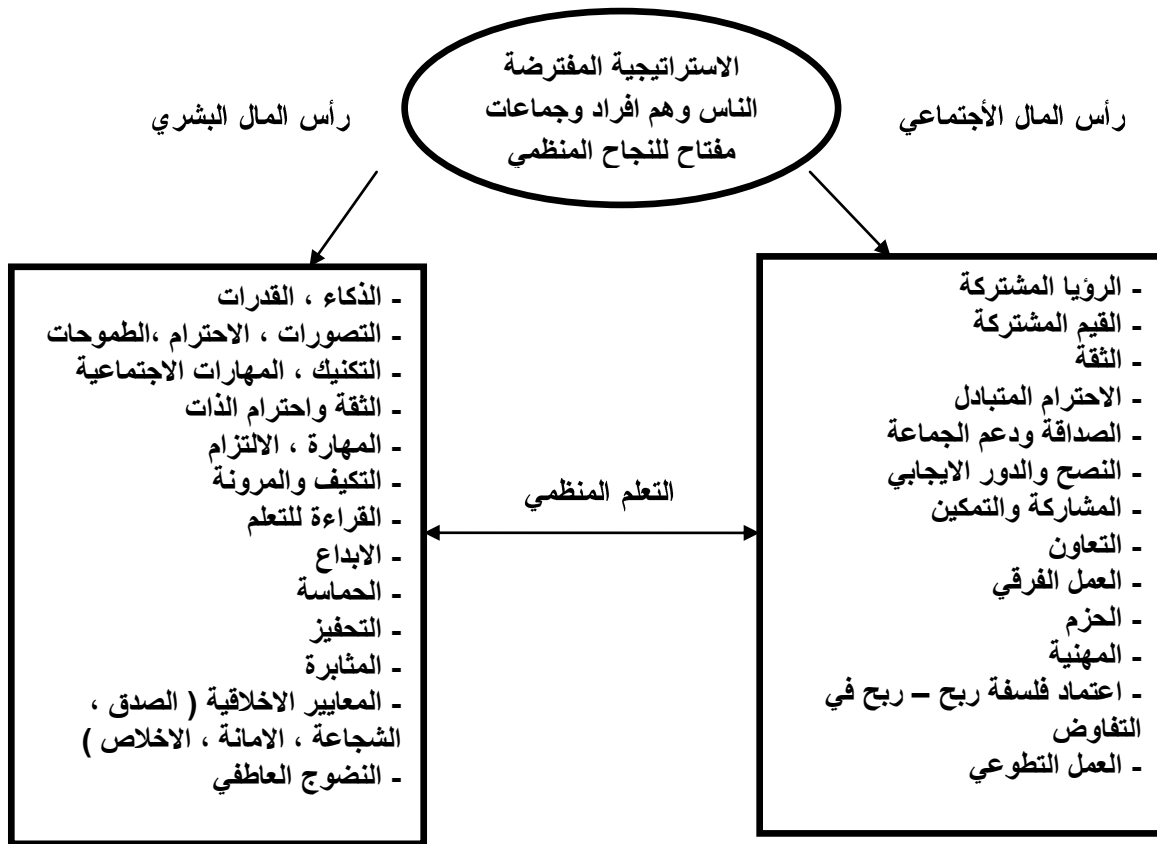 الاستراتيجية المفترضة
الناس وهم افراد وجماعات
مفتاح للنجاح المنظمي
رأس المال الأجتماعي
رأس المال البشري
- الرؤيا المشتركة
- القيم المشتركة
- الثقة
- الاحترام المتبادل
- الصداقة ودعم الجماعة
- النصح والدور الايجابي
- المشاركة والتمكين
- التعاون
- العمل الفرقي
- الحزم
- المهنية
- اعتماد فلسفة ربح – ربح في
التفاوض
- العمل التطوعي
التعلم المنظمي
- الذكاء ، القدرات
- التصورات ، الاحترام ،الطموحات
- التكنيك ، المهارات الاجتماعية
- الثقة واحترام الذات
- المهارة ، الالتزام
- التكيف والمرونة
- القراءة للتعلم
- الابداع
- الحماسة
- التحفيز
- المثابرة
- المعايير الاخلاقية ( الصدق ،
الشجاعة ، الامانة ، الاخلاص )
- النضوج العاطفي